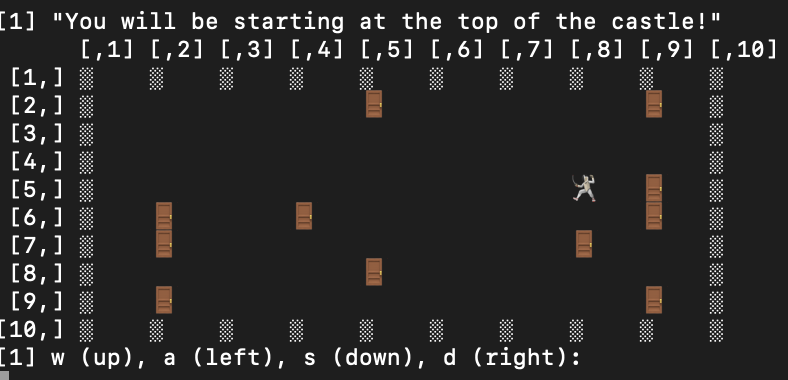 [1] "You will be starting at the top of the castle!"
[,1] [,2] [,3] [,4] [,5] [,6] [,7] [,8] [,9] [,10]
[1,] ▒ ▒ ▒ ▒ ▒ ▒ ▒ ▒ ▒ ▒
[2,] ▒ 🚪 🚪 ▒
[3,] ▒ ▒
[4,] ▒ ▒
[5,] ▒ 🚪 ▒
[6,] ▒ 🚪 🚪 🚪 ▒
[7,] ▒ 🚪 🚪 ▒
[8,] ▒ 🚪 ▒
[9,] ▒ 🚪 🚪 ▒
[10,] ▒ ▒ ▒ ▒ ▒ ▒ ▒ ▒ ▒ ▒
[1] w (up), a (left), s (down), d (right):